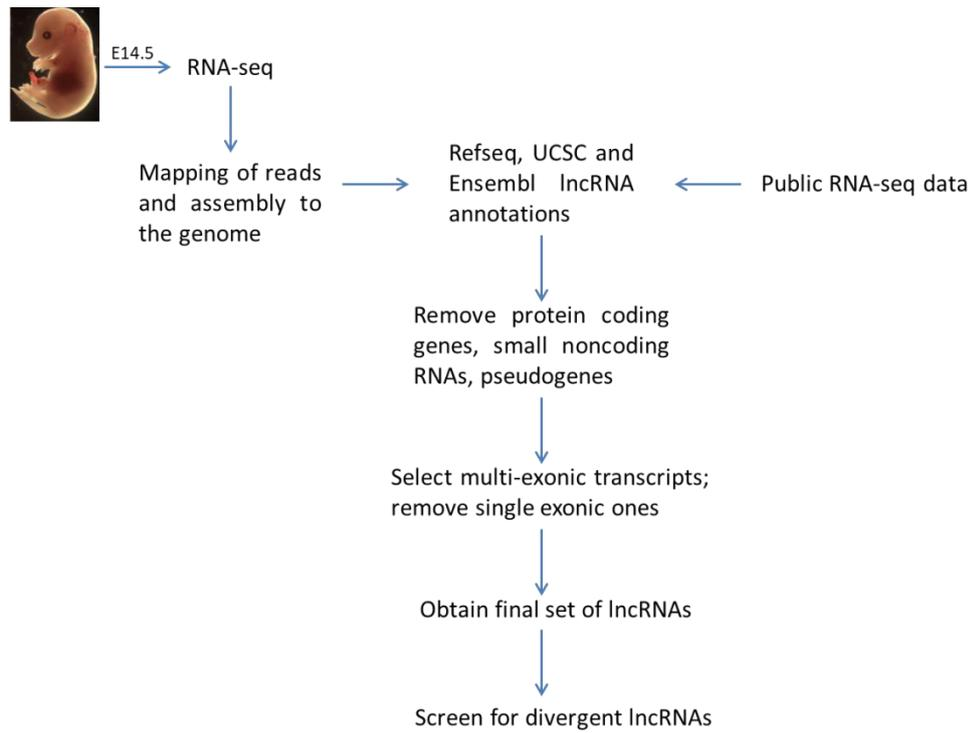 E14.5
RNA-seq
Mapping of reads
and assembly to
the genome
Refseq, UCSC and
Ensembl lncRNA
annotations
Public RNA-seq data
Remove protein coding
genes, small noncoding
RNAs, pseudogenes
Select multi-exonic transcripts;
remove single exonic ones
Obtain final set of lncRNAs
Screen for divergent lncRNAs